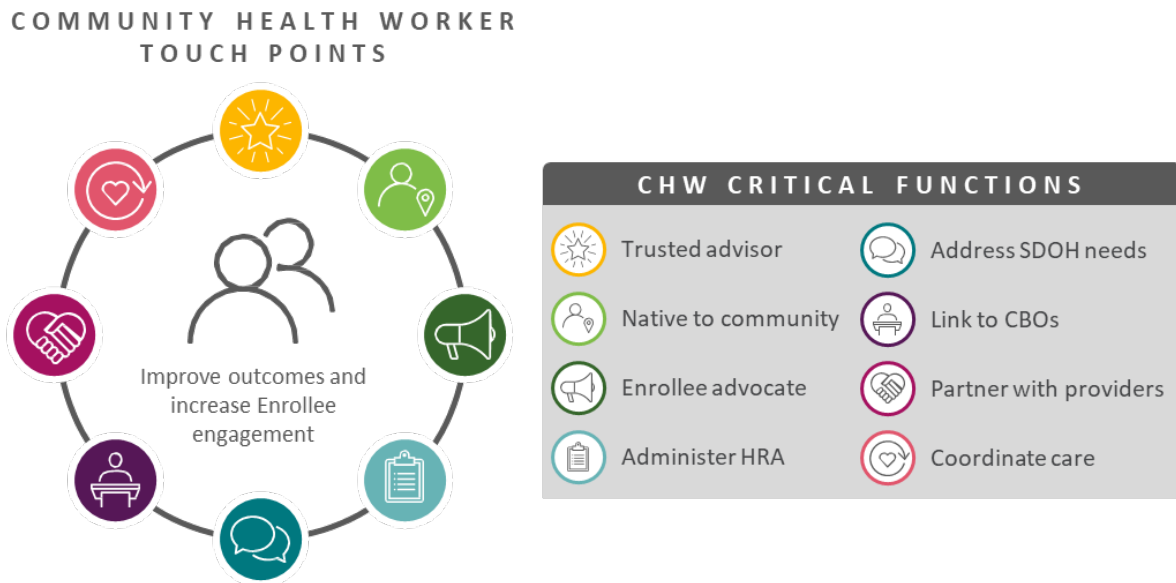 COMMUNITY HEALTH WORKER
TOUCH POINTS
Improve outcomes and
increase Enrollee
engagement
CHW CRITICAL FUNCTIONS
Trusted advisor
Native to community
Enrollee advocate
Administer HRA
Address SDOH needs
Link to CBOs
Partner with providers
Coordinate care